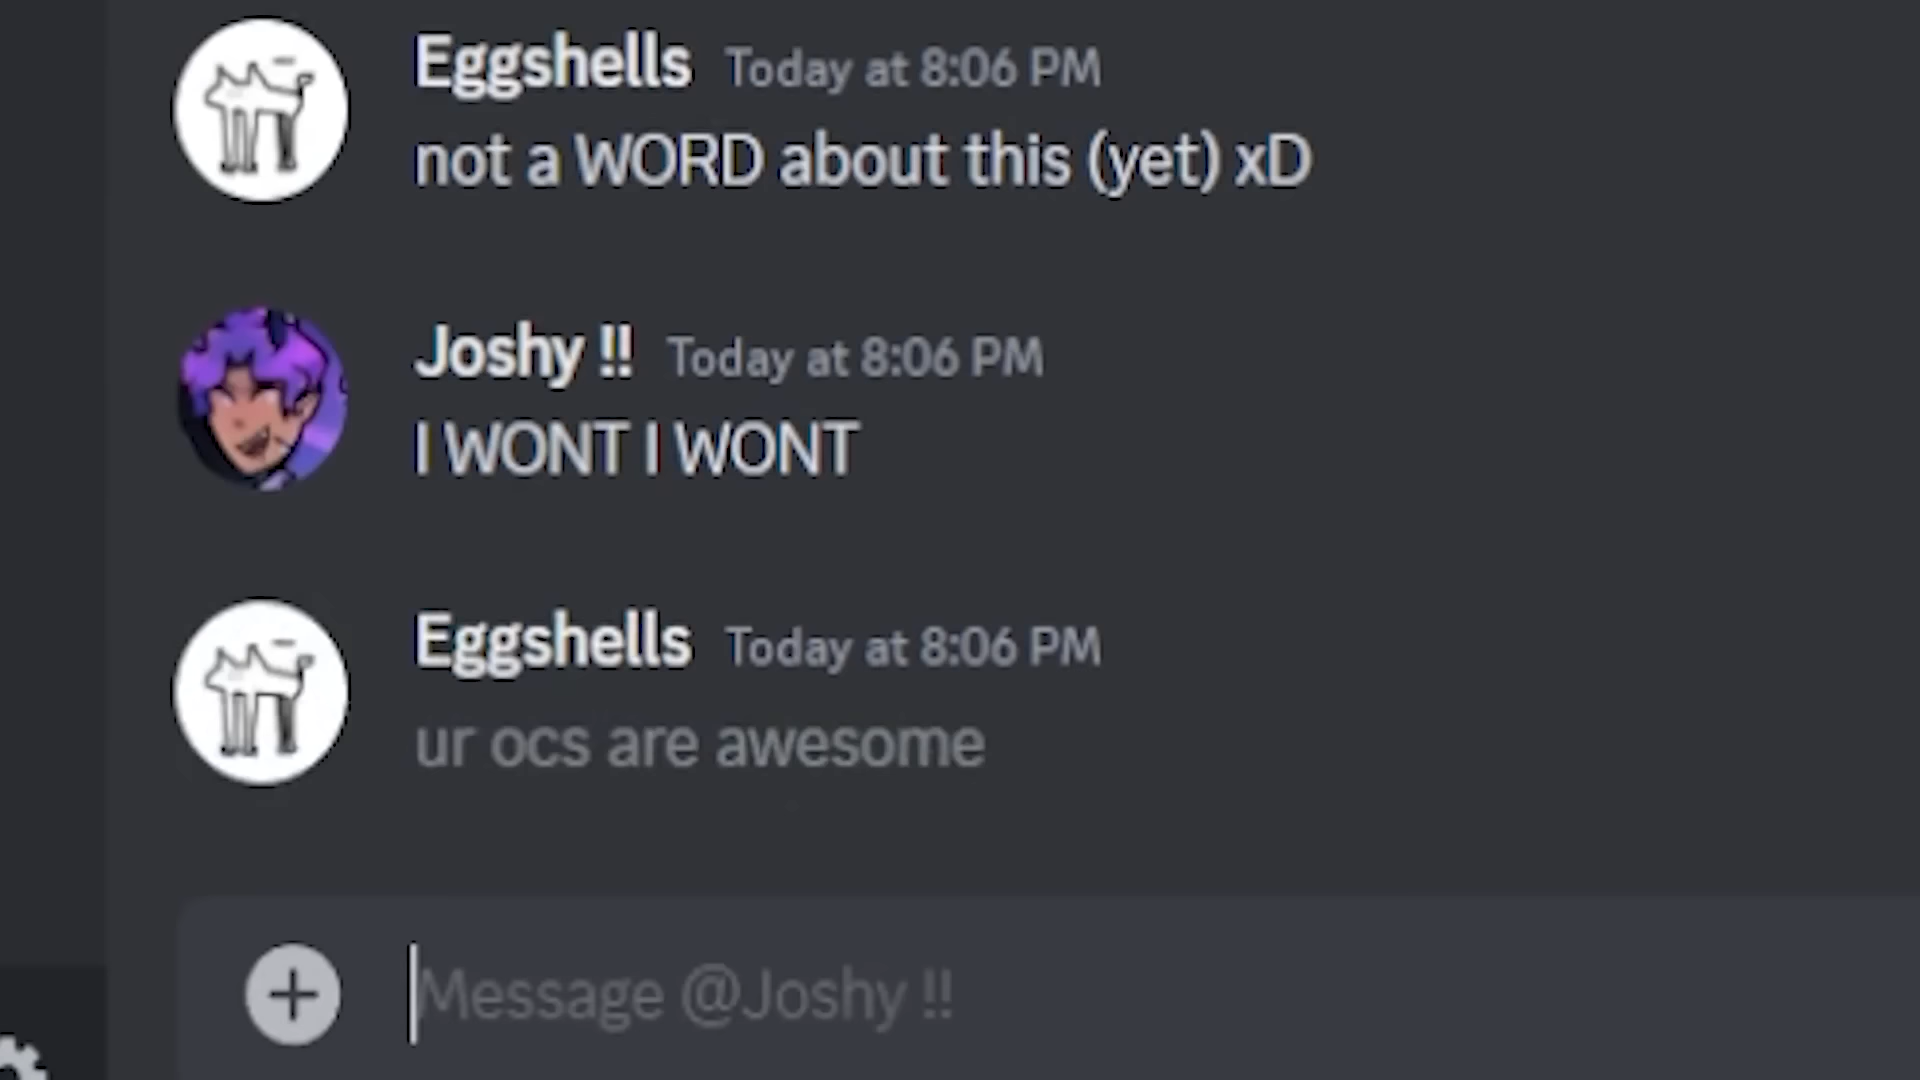 Eggshells Today at 8:06 PM
not a WORD about this (yet) xD
Joshy !! Today at 8:06 PM
I WONT I WONT
Eggshells Today at 8:06 PM
ur ocs are awesome
Message @Joshy !!